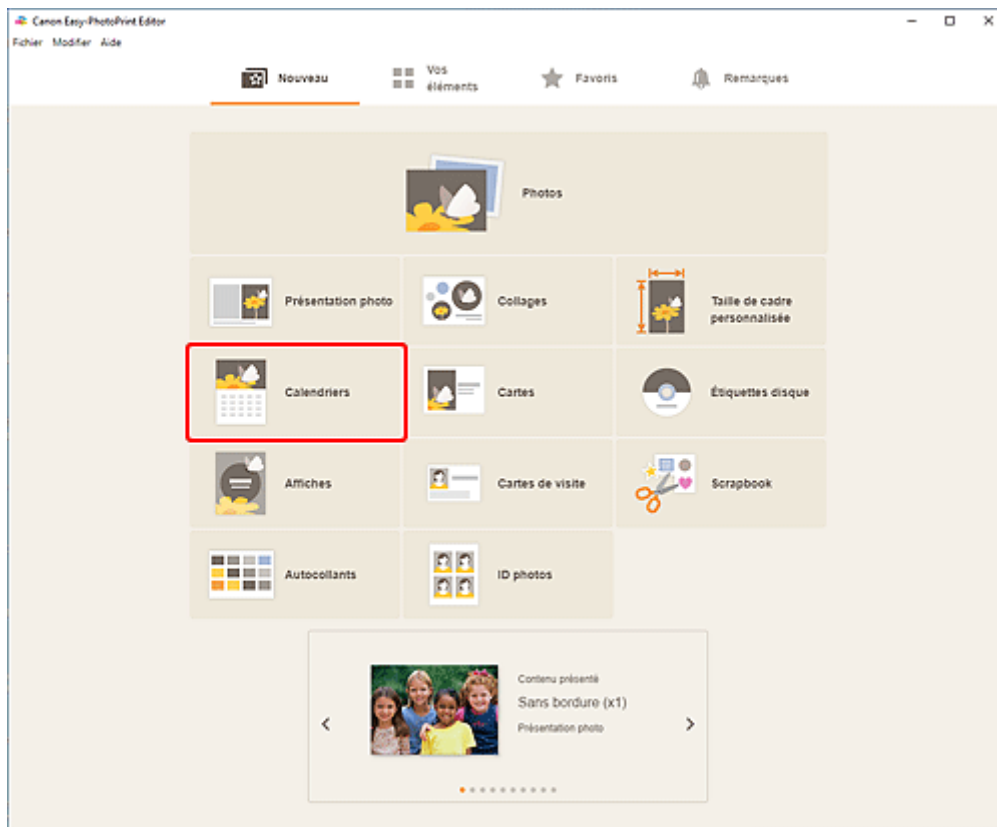 Canon Easy-PhotoPrint Editor
Fichier Modifier Aide
Nouveau
Vos
éléments
Favoris
Remarques
Photos
Présentation photo
Collages
Taille de cadre
personnalisée
Calendriers
Cartes
Étiquettes disque
Affiches
Cartes de visite
Scrapbook
Autocollants
ID photos
Contenu présenté
Sans bordure (x1)
Présentation photo